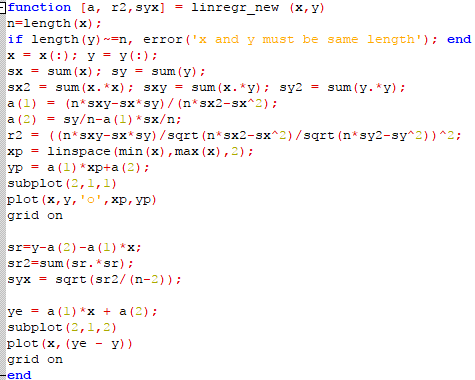 function [a, r2,syx] = linregr_new (x,y)
n=length(x);
if length(y)~=n, error('x and y must be same length'); end
x = x(:); y = y(:);
sx = sum(x); sy = sum(y);
sx2 = sum(x.*x); sxy = sum(x.*y); sy2 = sum(y.*y);
a(1) = (n*sxy-sx*sy)/(n*sx2-sx^2);
a(2) = sy/n-a(1)*sx/n;
r2 = ((n*sxy-sx*sy)/sqrt(n*sx2-sx^2)/sqrt(n*sy2-sy^2))^2;
xp = linspace(min(x),max(x),2);
yp = a(1)*xp+a(2);
subplot(2,1,1)
plot(x,y,'o',xp,yp)
grid on
sr=y-a(2)-a(1)*x;
sr2=sum(sr.*sr);
syx = sqrt(sr2/(n-2));
ye = a(1)*x + a(2);
subplot(2,1,2)
plot(x,(ye - y))
grid on
end